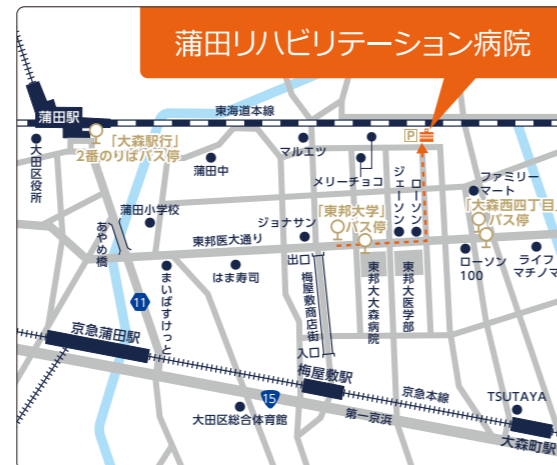 蒲田リハビリテーション病院
蒲田駅
東海道本線
P
「大森駅行」
2番のりばバス停
大田区役所
マルエツ
メリーチョコ
蒲田中
ジェーソン
ローソン
ファミリー
マート
「大森西四丁目」
バス停
蒲田小学校
ジョナサン
「東邦大学」
バス停
あやめ橋
東邦医大通り
出口
はま寿司
まいばすけっと
梅屋敷商店街
入口
東邦大大森病院
東邦大医学部
ローソン
100
ライフ
マチノマ
11
京急蒲田駅
梅屋敷駅
京急本線
15
第一京浜
大田区総合体育館
TSUTAYA
大森町駅